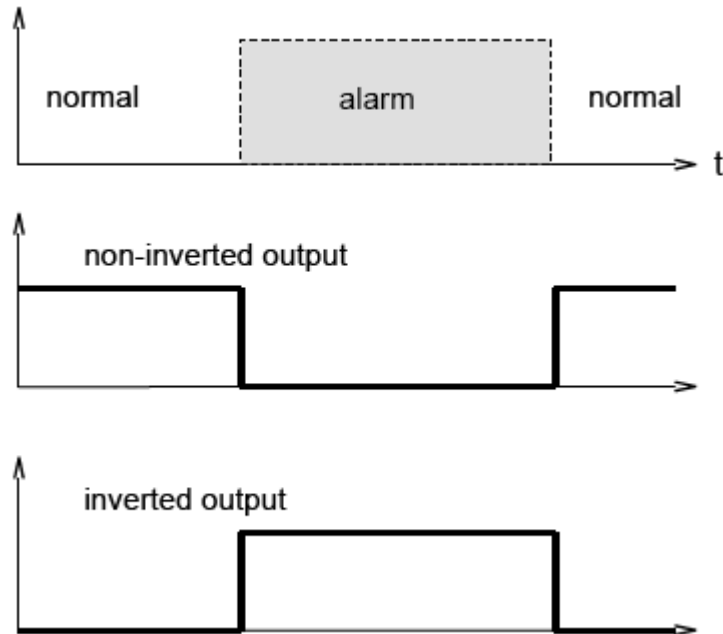 normal
alarm
normal
t
non-inverted output
inverted output